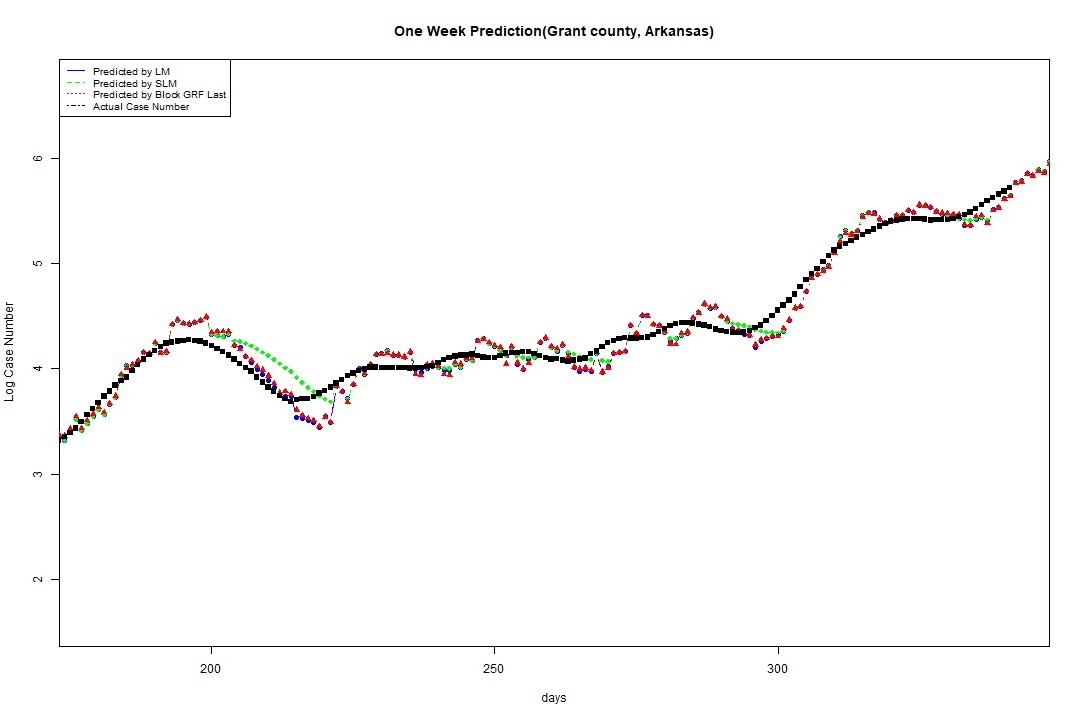 One Week Prediction(Grant county, Arkansas)
Predicted by LM
Predicted by SLM
Predicted by Block GRF Last
Actual Case Number
6
5
4
3
2
Log Case Number
200
250
300
days